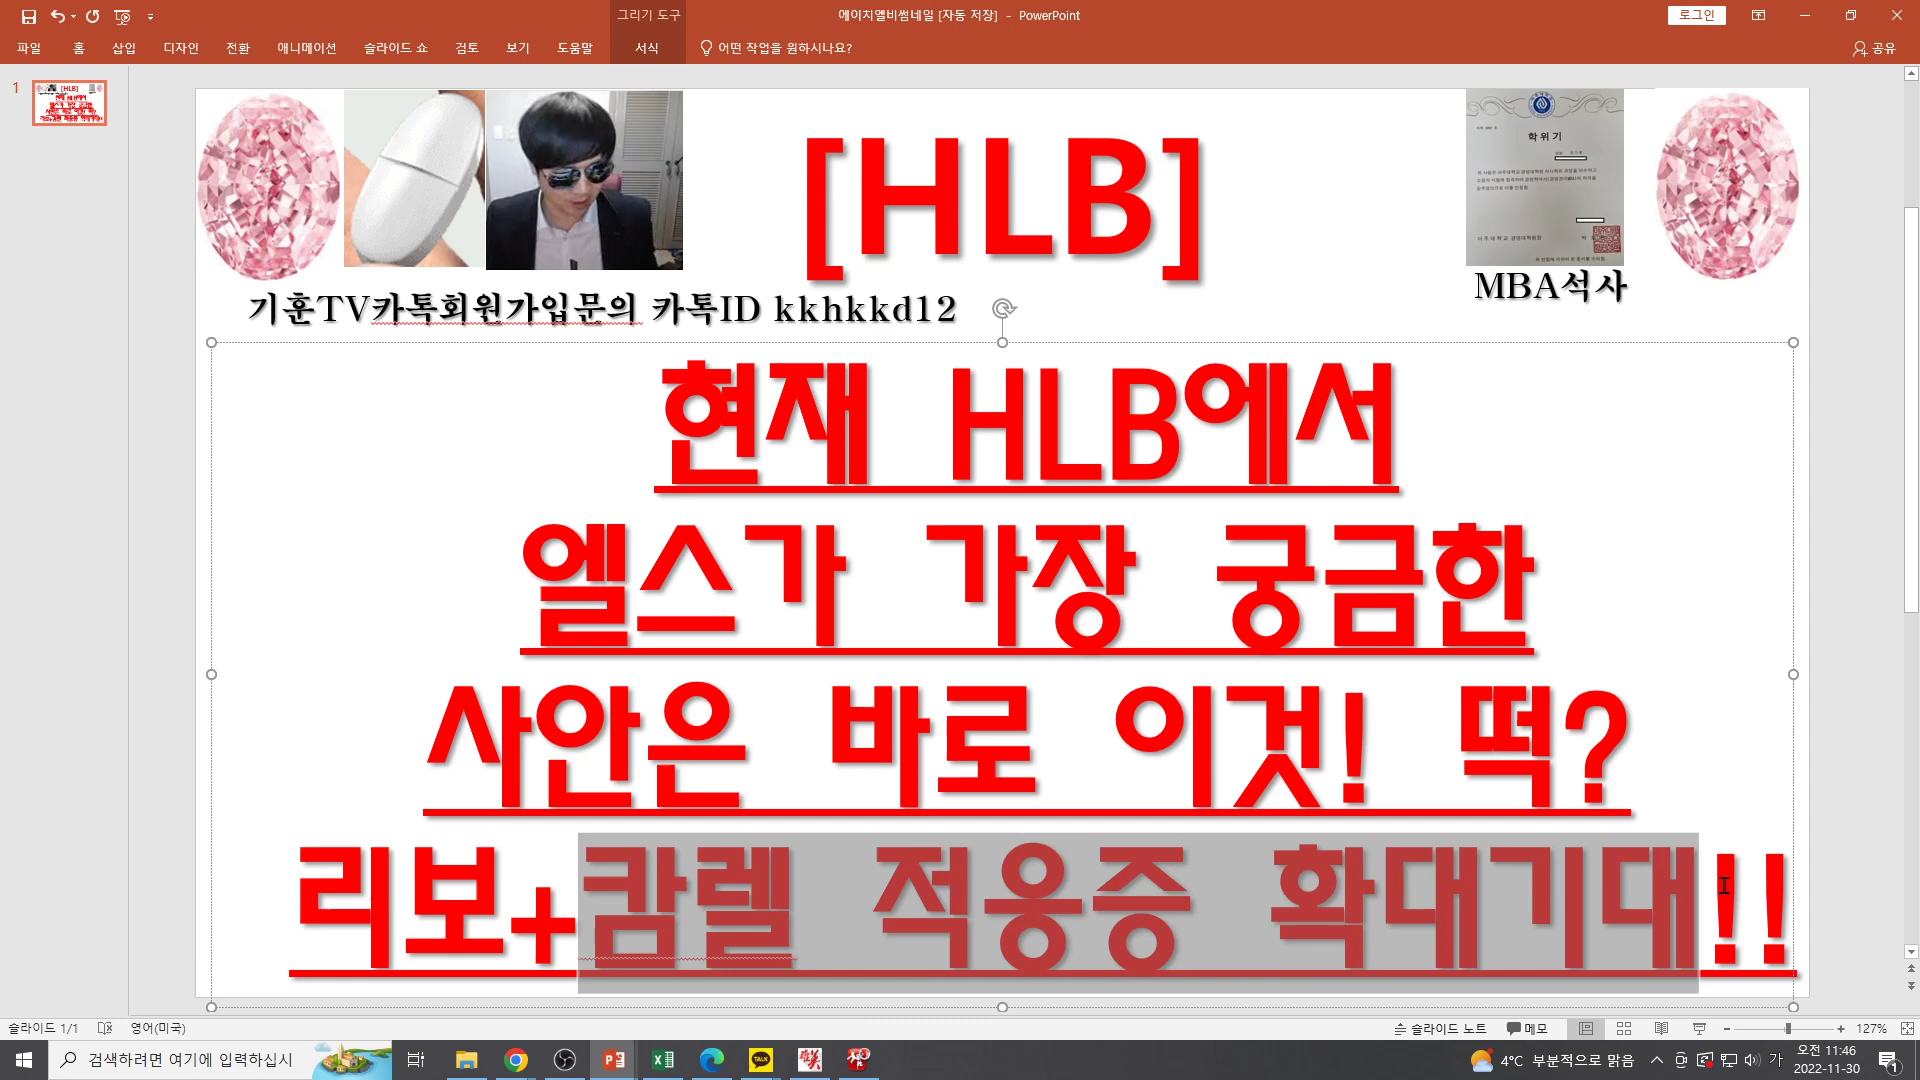 그리기 도구
에이치엘비썸네일 [자동 저장] - PowerPoint
로그인
파일 홈 삽입 디자인 전환 애니메이션 슬라이드 쇼 검토 보기 도움말 서식 어떤 작업을 원하시나요? 공유
1
[HLB]
학위기
MBA석사
기훈TV카톡회원가입문의 카톡ID kkhkkd12
현재 HLB에서
엘스가 가장 궁금한
사안은 바로 이것! 떡?
리보+캄렐 적응증 확대기대!!
슬라이드 1/1 영어(미국) 슬라이드 노트 메모 127%
검색하려면 여기에 입력하십시
TALK
4°C 부분적으로 맑음
가
오전 11:46
2022-11-30
1